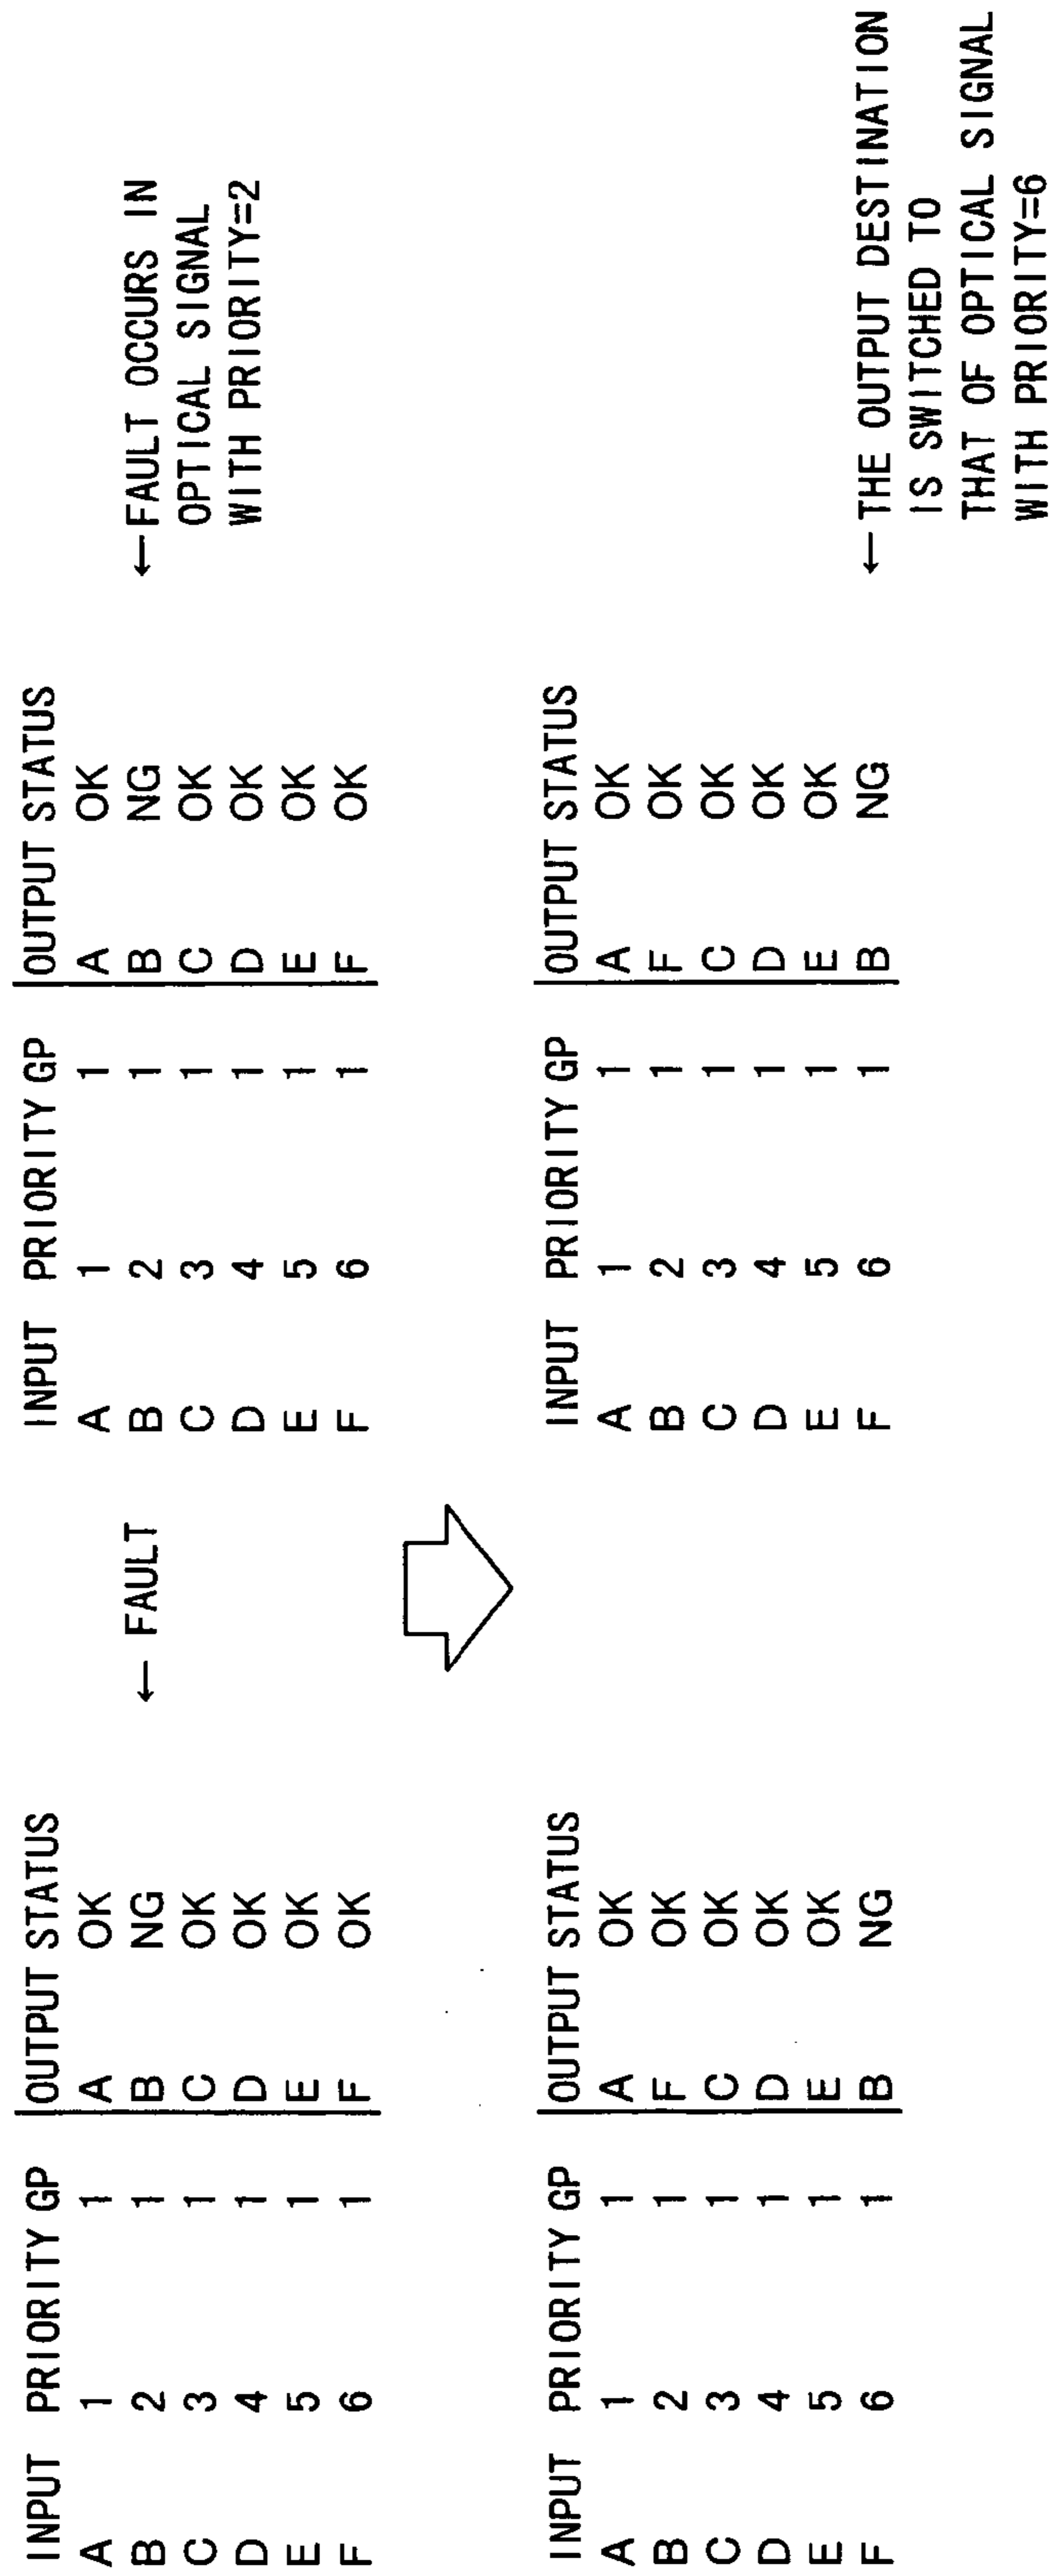 INPUT PRIORITY GP OUTPUT STATUS
A 1 1 A OK
B 2 1 B NG
C 3 1 C OK
D 4 1 D OK
E 5 1 E OK
F 6 1 F OK
← FAULT
INPUT PRIORITY GP OUTPUT STATUS
A 1 1 A OK
B 2 1 B NG
C 3 1 C OK
D 4 1 D OK
E 5 1 E OK
F 6 1 F OK
← FAULT OCCURS IN
OPTICAL SIGNAL
WITH PRIORITY=2
INPUT PRIORITY GP OUTPUT STATUS
A 1 1 A OK
B 2 1 F OK
C 3 1 C OK
D 4 1 D OK
E 5 1 E OK
F 6 1 B NG
INPUT PRIORITY GP OUTPUT STATUS
A 1 1 A OK
B 2 1 F OK
C 3 1 C OK
D 4 1 D OK
E 5 1 E OK
F 6 1 B NG
← THE OUTPUT DESTINATION
IS SWITCHED TO
THAT OF OPTICAL SIGNAL
WITH PRIORITY=6